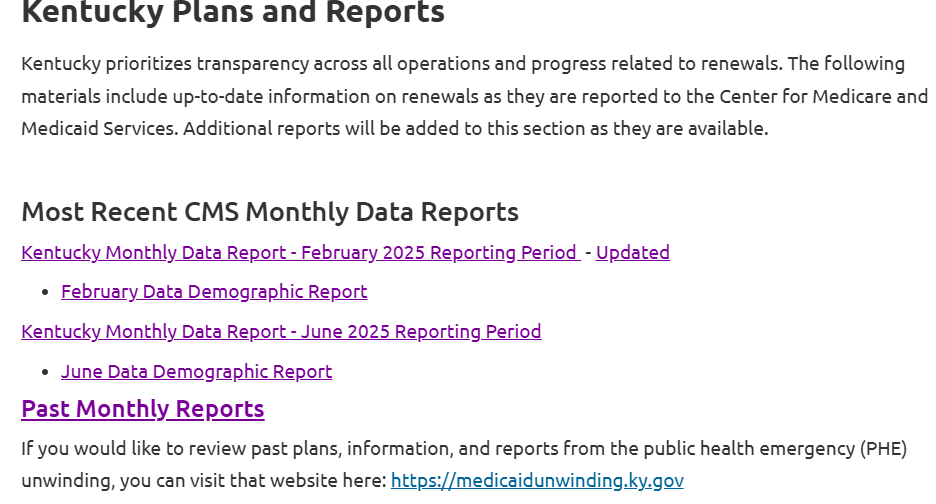 Kentucky Plans and Reports
Kentucky prioritizes transparency across all operations and progress related to renewals. The following
materials include up-to-date information on renewals as they are reported to the Center for Medicare and
Medicaid Services. Additional reports will be added to this section as they are available.
Most Recent CMS Monthly Data Reports
Kentucky Monthly Data Report - February 2025 Reporting Period - Updated
• February Data Demographic Report
Kentucky Monthly Data Report - June 2025 Reporting Period
• June Data Demographic Report
Past Monthly Reports
If you would like to review past plans, information, and reports from the public health emergency (PHE)
unwinding, you can visit that website here: https://medicaidunwinding.ky.gov